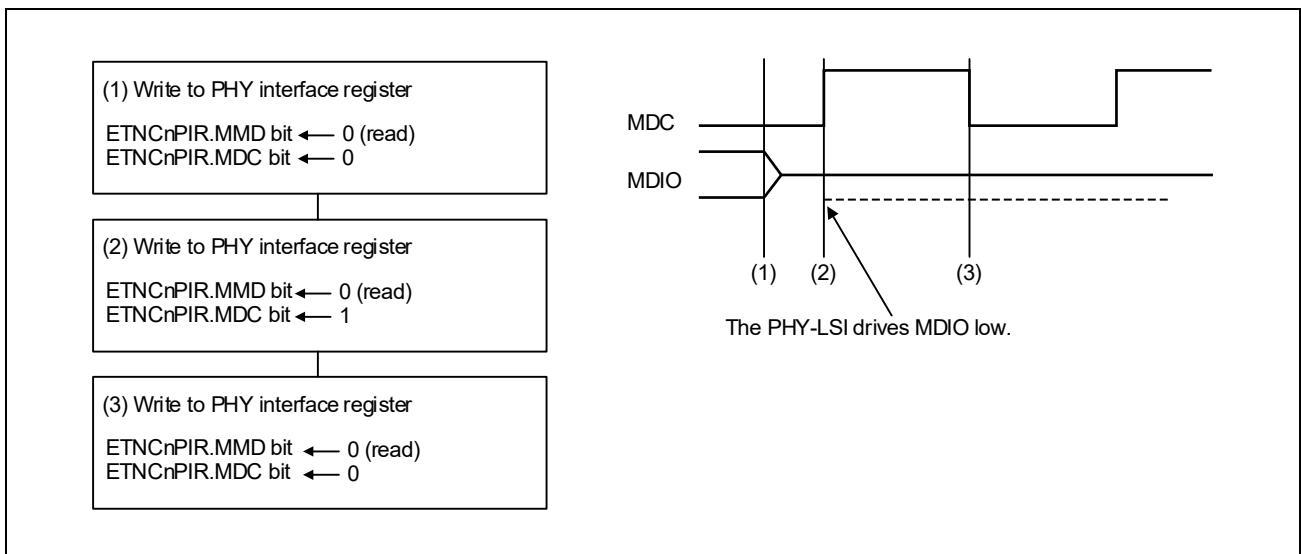 (1) Write to PHY interface register
ETNCnPIR.MMD bit ← 0 (read)
ETNCnPIR.MDC bit ← 0
(2) Write to PHY interface register
ETNCnPIR.MMD bit ← 0 (read)
ETNCnPIR.MDC bit ← 1
(3) Write to PHY interface register
ETNCnPIR.MMD bit ← 0 (read)
ETNCnPIR.MDC bit ← 0
MDC
MDIO
(1) (2) (3)
The PHY-LSI drives MDIO low.